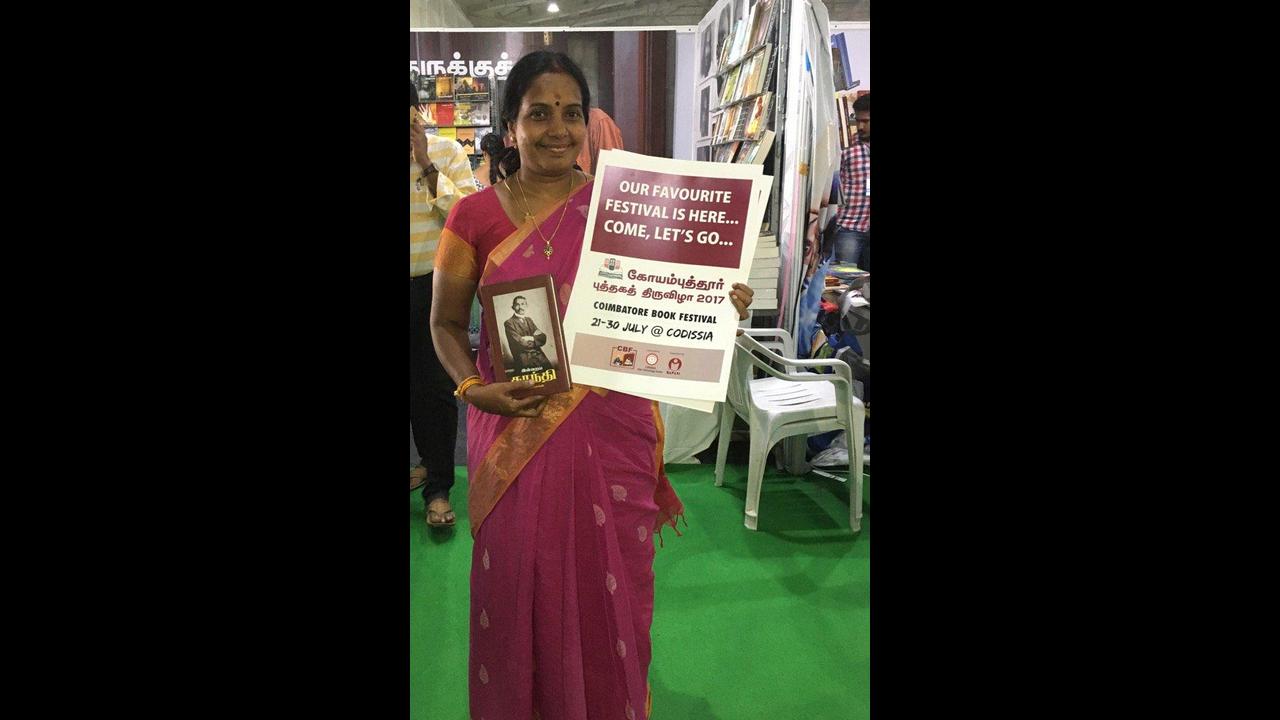 ருக்குத்
OUR FAVOURITE
FESTIVAL IS HERE...
COME, LET'S GO...
கோயம்புத்தூர்
புத்தகத் திருவிழா 2017
COIMBATORE BOOK FESTIVAL
21-30 JULY @ CODISSIA
CBF
இன்றைய
காந்தி